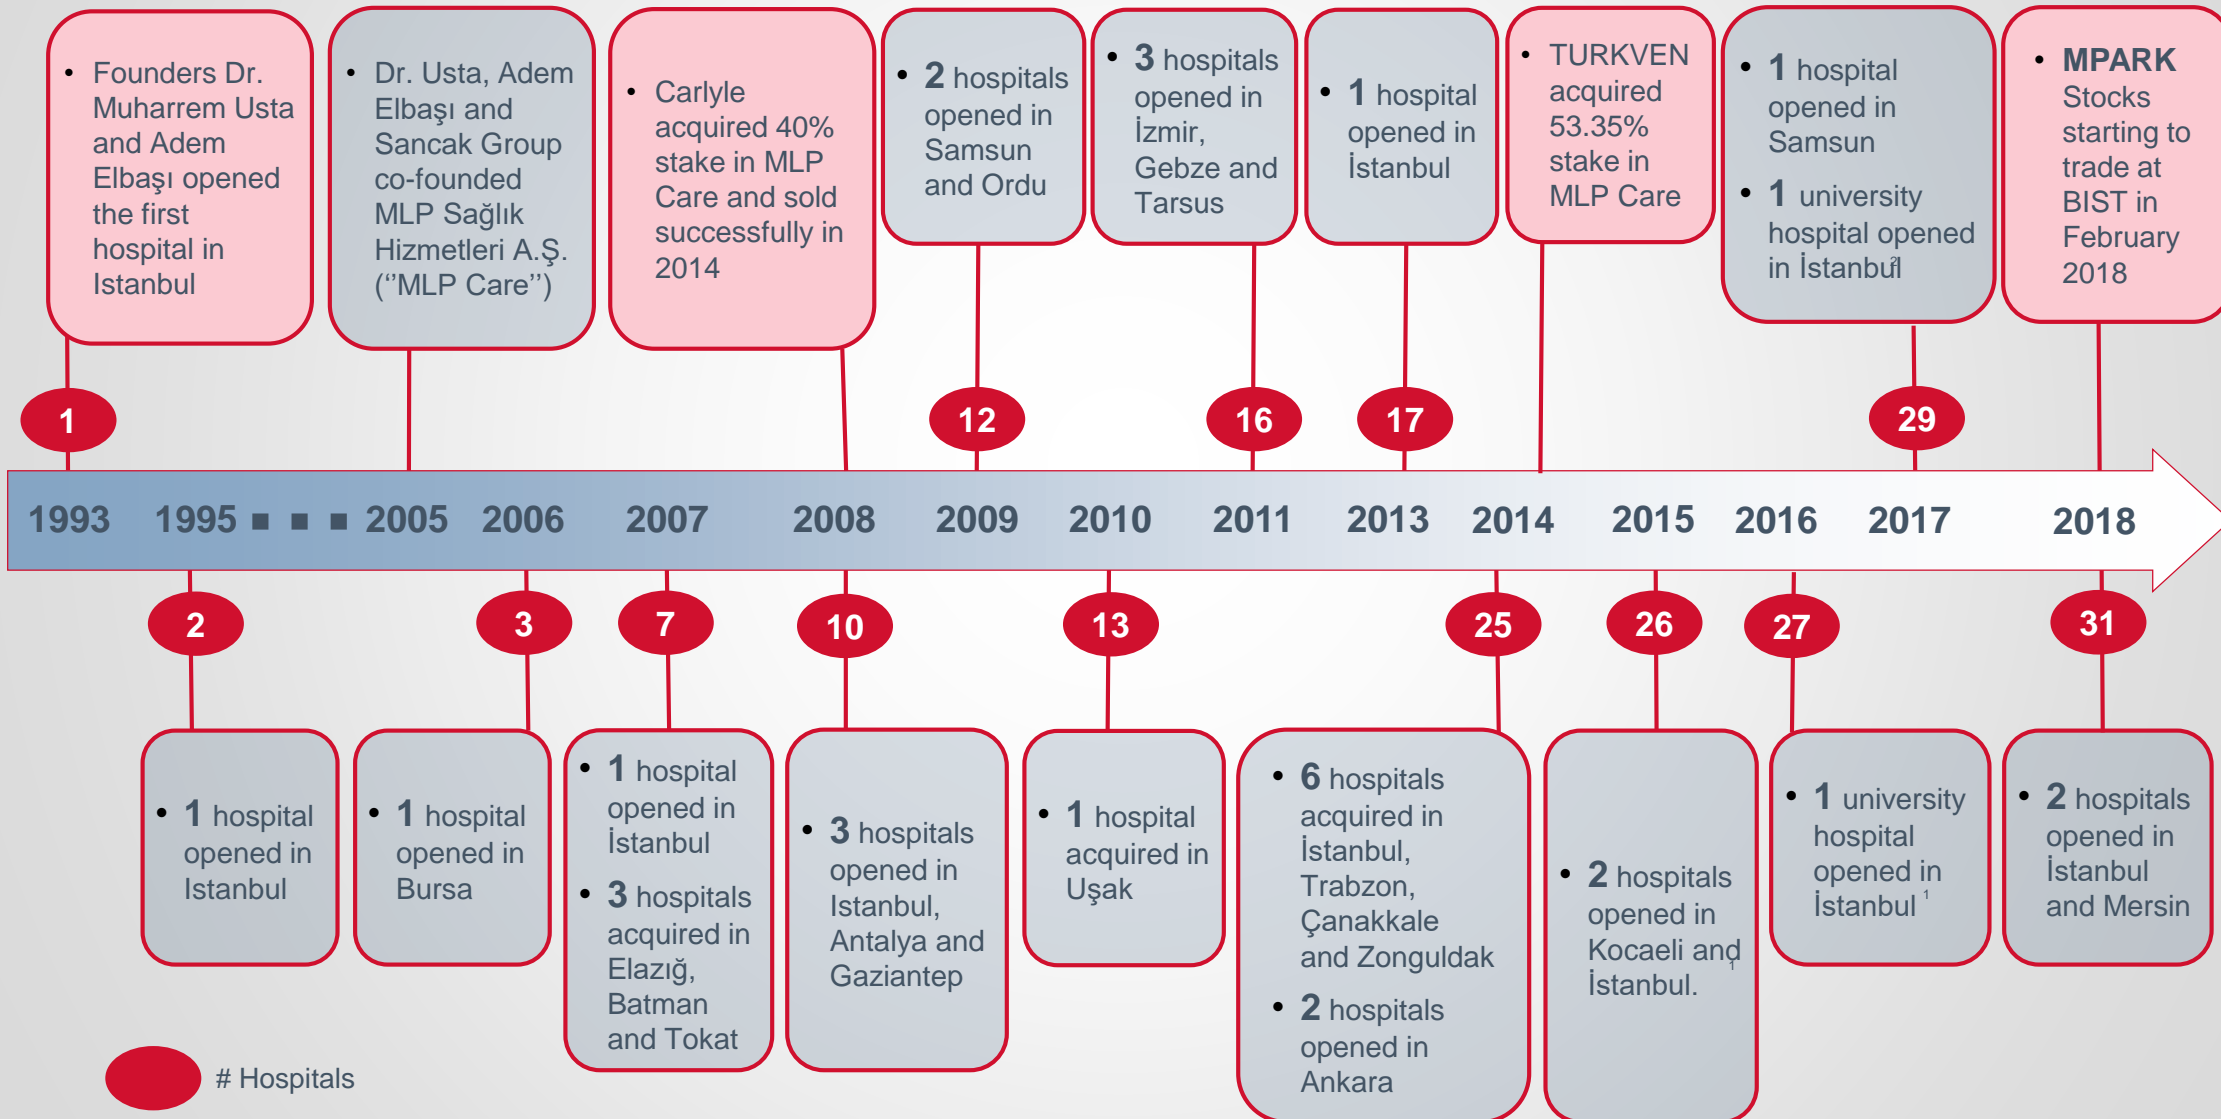 • Founders Dr.
Muharrem Usta
and Adem
Elbaşı opened
the first
hospital in
Istanbul
• Dr. Usta, Adem
Elbaşı and
Sancak Group
co-founded
MLP Sağlık
Hizmetleri A.Ş.
(‘’MLP Care’’)
• Carlyle
acquired 40%
stake in MLP
Care and sold
successfully in
2014
• 2 hospitals
opened in
Samsun
and Ordu
• 3 hospitals
opened in
İzmir,
Gebze and
Tarsus
• 1 hospital
opened in
İstanbul
• TURKVEN
acquired
53.35%
stake in
MLP Care
• 1 hospital
opened in
Samsun
• 1 university
hospital opened
in İstanbul 2
• MPARK
Stocks
starting to
trade at
BIST in
February
2018
1
12
16
17
29
1993 1995 ■ ■ ■ 2005 2006 2007 2008 2009 2010 2011 2013 2014 2015 2016 2017 2018
2
3
7
10
13
25
26
27
31
• 1 hospital
opened in
Istanbul
• 1 hospital
opened in
Bursa
• 1 hospital
opened in
İstanbul
• 3 hospitals
acquired in
Elazığ,
Batman
and Tokat
• 3 hospitals
opened in
Istanbul,
Antalya and
Gaziantep
• 1 hospital
acquired in
Uşak
• 6 hospitals
acquired in
İstanbul,
Trabzon,
Çanakkale
and Zonguldak
• 2 hospitals
opened in
Ankara
• 2 hospitals
opened in
Kocaeli and
İstanbul. 1
• 1 university
hospital
opened in
İstanbul 1
• 2 hospitals
opened in
İstanbul
and Mersin
# Hospitals